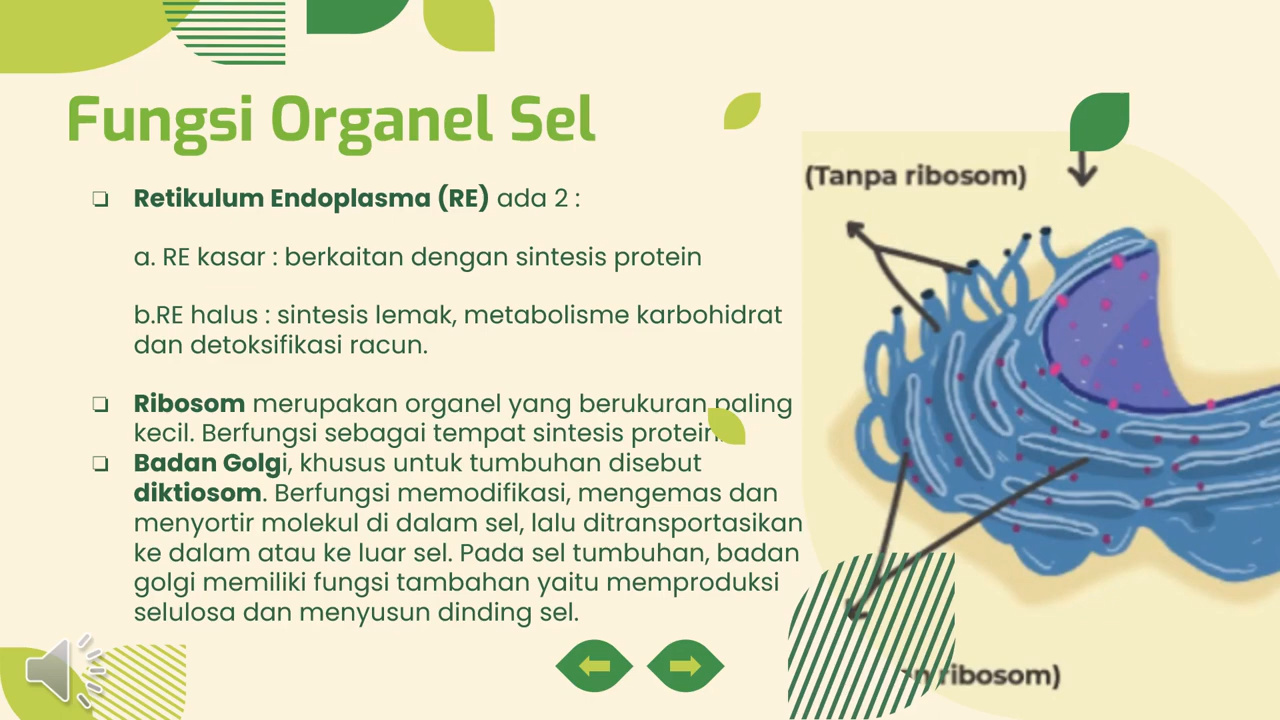 Fungsi Organel Sel
❑ Retikulum Endoplasma (RE) ada 2 :
a. RE kasar : berkaitan dengan sintesis protein
b.RE halus : sintesis lemak, metabolisme karbohidrat
dan detoksifikasi racun.
❑ Ribosom merupakan organel yang berukuran paling
kecil. Berfungsi sebagai tempat sintesis protein.
❑ Badan Golgi, khusus untuk tumbuhan disebut
diktiosom. Berfungsi memodifikasi, mengemas dan
menyortir molekul di dalam sel, lalu ditransportasikan
ke dalam atau ke luar sel. Pada sel tumbuhan, badan
golgi memiliki fungsi tambahan yaitu memproduksi
selulosa dan menyusun dinding sel.
(Tanpa ribosom)
ribosom)